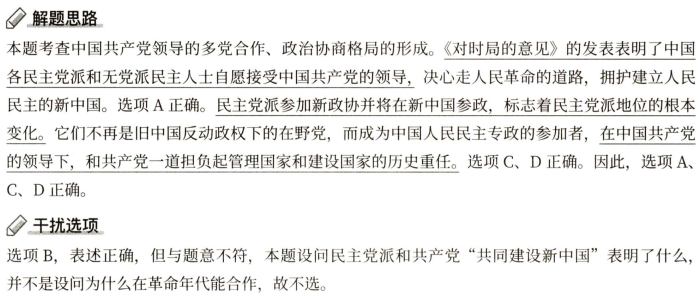 解题思路
本题考查中国共产党领导的多党合作、政治协商格局的形成。《对时局的意见》的发表表明了中国
各民主党派和无党派民主人士自愿接受中国共产党的领导，决心走人民革命的道路，拥护建立人民
民主的新中国。选项 A 正确。民主党派参加新政协并将在新中国参政，标志着民主党派地位的根本
变化。它们不再是旧中国反动政权下的在野党，而成为中国人民民主专政的参加者，在中国共产党
的领导下，和共产党一道担负起管理国家和建设国家的历史重任。选项 C、D 正确。因此，选项 A、
C、D 正确。
干扰选项
选项 B，表述正确，但与题意不符，本题设问民主党派和共产党“共同建设新中国”表明了什么，
并不是设问为什么在革命年代能合作，故不选。